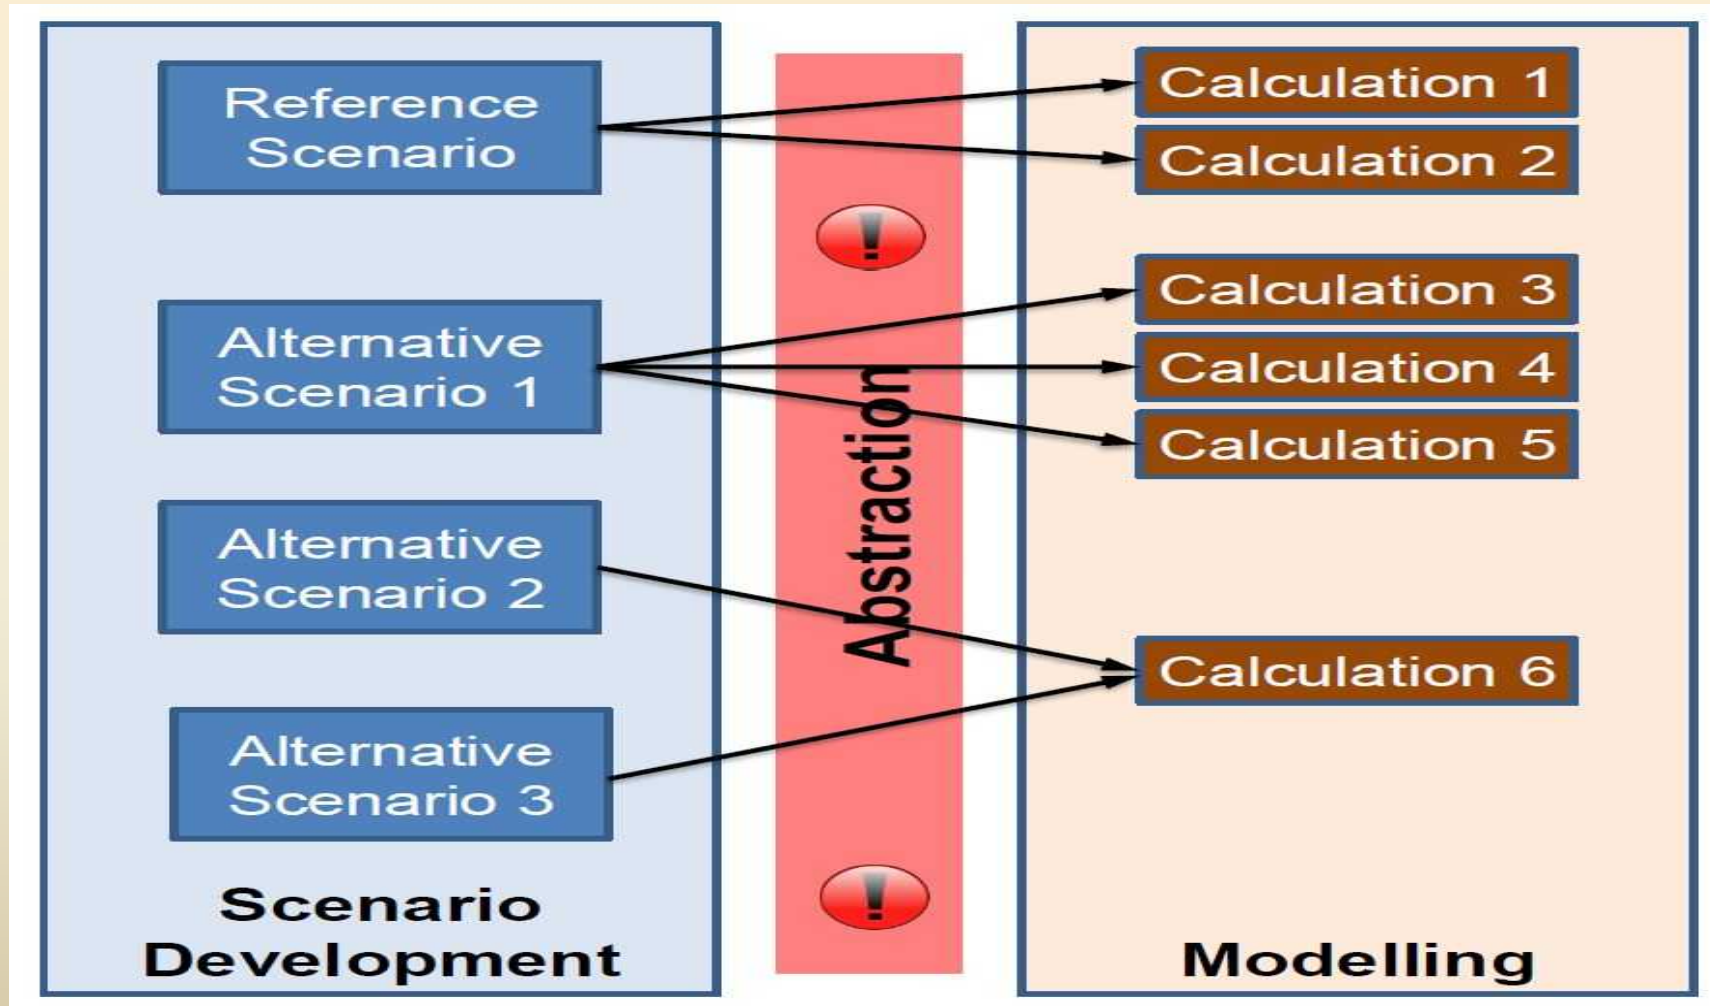 Reference
Scenario
Alternative
Scenario 1
Alternative
Scenario 2
Alternative
Scenario 3
Scenario
Development
!
Abstraction
!
Calculation 1
Calculation 2
Calculation 3
Calculation 4
Calculation 5
Calculation 6
Modelling